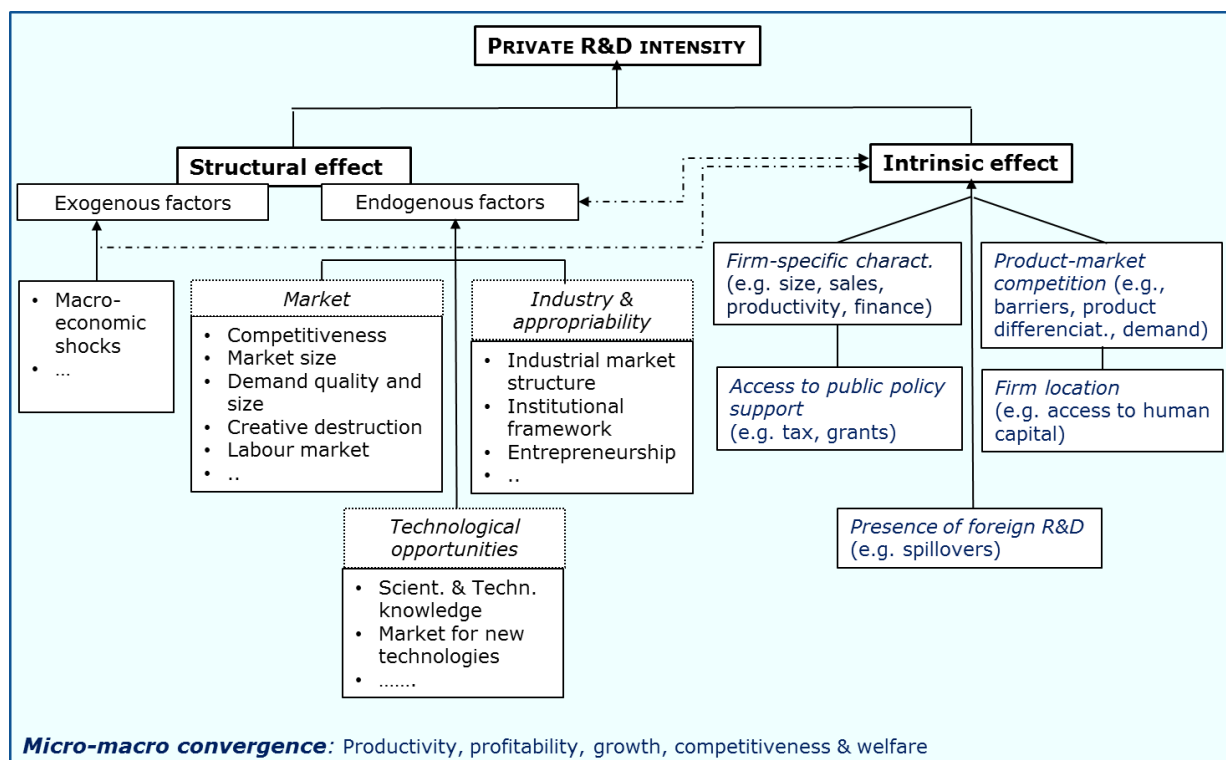 PRIVATE R&D INTENSITY
Structural effect
Intrinsic effect
Exogenous factors
Endogenous factors
• Macro-
economic
shocks
• …
Market
• Competitiveness
• Market size
• Demand quality and
size
• Creative destruction
• Labour market
• ..
Industry &
appropriability
• Industrial market
structure
• Institutional
framework
• Entrepreneurship
• ..
Technological
opportunities
• Scient. & Techn.
knowledge
• Market for new
technologies
• …….
Firm-specific charact.
(e.g. size, sales,
productivity, finance)
Product-market
competition (e.g.,
barriers, product
differenciat., demand)
Access to public policy
support
(e.g. tax, grants)
Firm location
(e.g. access to human
capital)
Presence of foreign R&D
(e.g. spillovers)
Micro-macro convergence: Productivity, profitability, growth, competitiveness & welfare